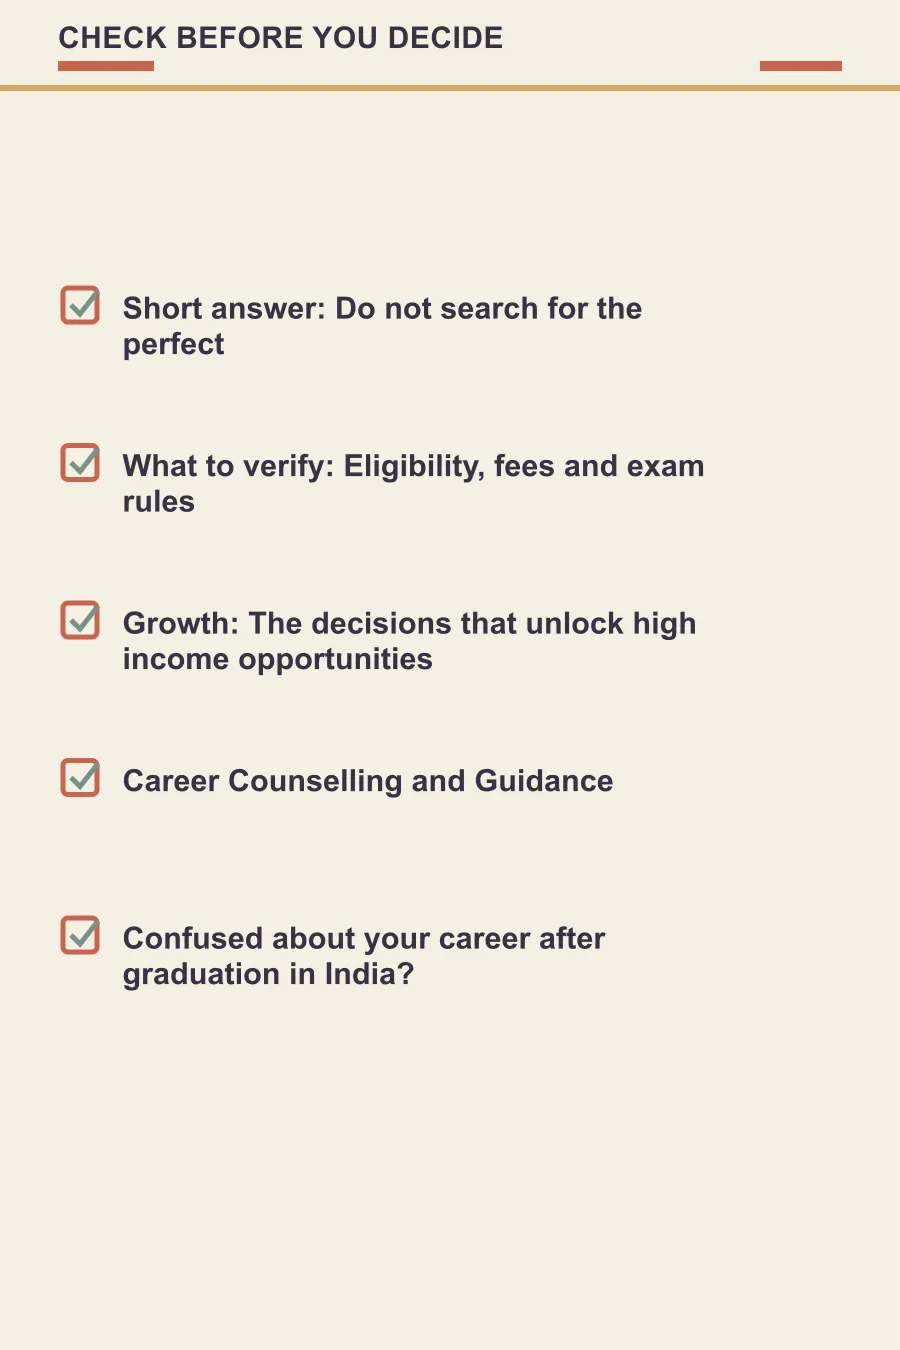 CHECK BEFORE YOU DECIDE
Short answer: Do not search for the
perfect
What to verify: Eligibility, fees and exam
rules
Growth: The decisions that unlock high
income opportunities
Career Counselling and Guidance
Confused about your career after
graduation in India?